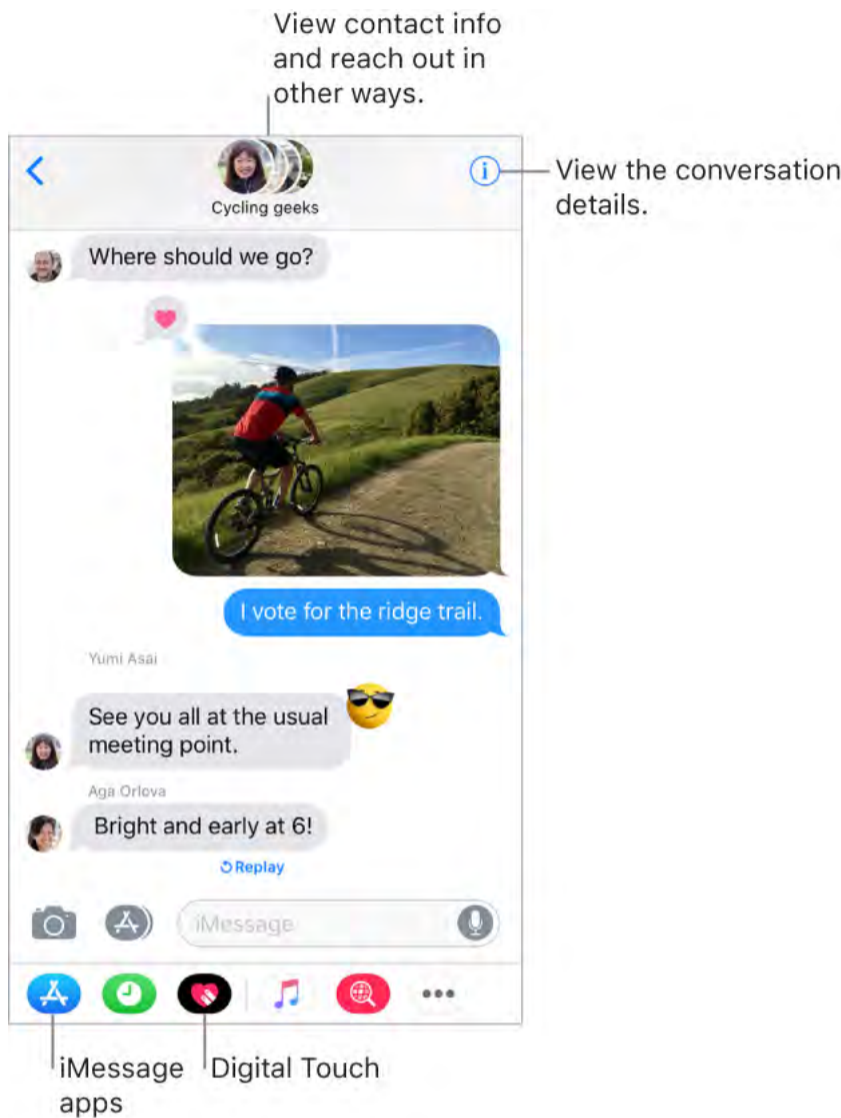 View contact info
and reach out in
other ways.
View the conversation
details.
Cycling geeks
Where should we go?
I vote for the ridge trail.
Yumi Asai
See you all at the usual
meeting point.
Aga Orlova
Bright and early at 6!
Replay
iMessage
iMessage
apps
Digital Touch